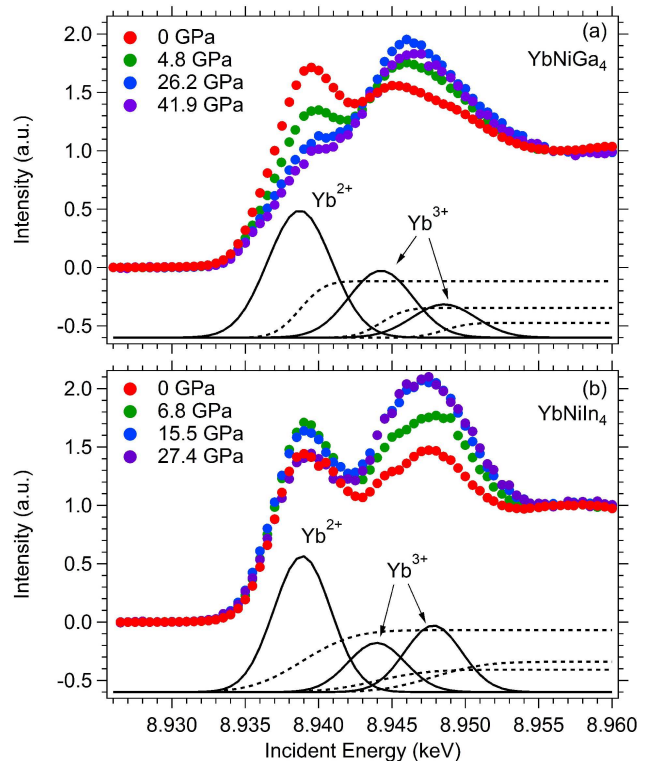 (a)
YbNiGa₄
0 GPa
4.8 GPa
26.2 GPa
41.9 GPa
2.0
1.5
1.0
0.5
0.0
-0.5
Intensity (a.u.)
Yb²⁺
Yb³⁺
(b)
YbNiIn₄
0 GPa
6.8 GPa
15.5 GPa
27.4 GPa
2.0
1.5
1.0
0.5
0.0
-0.5
Intensity (a.u.)
Yb²⁺
Yb³⁺
8.930 8.935 8.940 8.945 8.950 8.955 8.960
Incident Energy (keV)